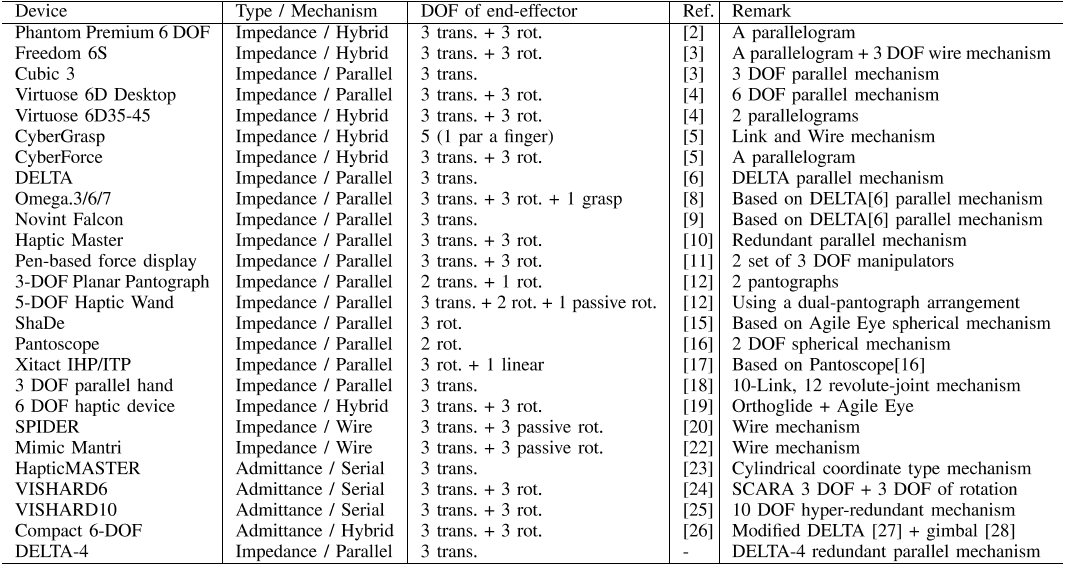 Device Type / Mechanism DOF of end-effector Ref. Remark
Phantom Premium 6 DOF Impedance / Hybrid 3 trans. + 3 rot. [2] A parallelogram
Freedom 6S Impedance / Hybrid 3 trans. + 3 rot. [3] A parallelogram + 3 DOF wire mechanism
Cubic 3 Impedance / Parallel 3 trans. [3] 3 DOF parallel mechanism
Virtuose 6D Desktop Impedance / Parallel 3 trans. + 3 rot. [4] 6 DOF parallel mechanism
Virtuose 6D35-45 Impedance / Hybrid 3 trans. + 3 rot. [4] 2 parallelograms
CyberGrasp Impedance / Hybrid 5 (1 par a finger) [5] Link and Wire mechanism
CyberForce Impedance / Hybrid 3 trans. + 3 rot. [5] A parallelogram
DELTA Impedance / Parallel 3 trans. [6] DELTA parallel mechanism
Omega.3/6/7 Impedance / Parallel 3 trans. + 3 rot. + 1 grasp [8] Based on DELTA[6] parallel mechanism
Novint Falcon Impedance / Parallel 3 trans. [9] Based on DELTA[6] parallel mechanism
Haptic Master Impedance / Parallel 3 trans. + 3 rot. [10] Redundant parallel mechanism
Pen-based force display Impedance / Parallel 3 trans. + 3 rot. [11] 2 set of 3 DOF manipulators
3-DOF Planar Pantograph Impedance / Parallel 2 trans. + 1 rot. [12] 2 pantographs
5-DOF Haptic Wand Impedance / Parallel 3 trans. + 2 rot. + 1 passive rot. [12] Using a dual-pantograph arrangement
ShaDe Impedance / Parallel 3 rot. [15] Based on Agile Eye spherical mechanism
Pantoscope Impedance / Parallel 2 rot. [16] 2 DOF spherical mechanism
Xitact IHP/ITP Impedance / Parallel 3 rot. + 1 linear [17] Based on Pantoscope[16]
3 DOF parallel hand Impedance / Parallel 3 trans. [18] 10-Link, 12 revolute-joint mechanism
6 DOF haptic device Impedance / Hybrid 3 trans. + 3 rot. [19] Orthoglide + Agile Eye
SPIDER Impedance / Wire 3 trans. + 3 passive rot. [20] Wire mechanism
Mimic Mantri Impedance / Wire 3 trans. + 3 passive rot. [22] Wire mechanism
HapticMASTER Admittance / Serial 3 trans. [23] Cylindrical coordinate type mechanism
VISHARD6 Admittance / Serial 3 trans. + 3 rot. [24] SCARA 3 DOF + 3 DOF of rotation
VISHARD10 Admittance / Serial 3 trans. + 3 rot. [25] 10 DOF hyper-redundant mechanism
Compact 6-DOF Admittance / Hybrid 3 trans. + 3 rot. [26] Modified DELTA [27] + gimbal [28]
DELTA-4 Impedance / Parallel 3 trans. - DELTA-4 redundant parallel mechanism